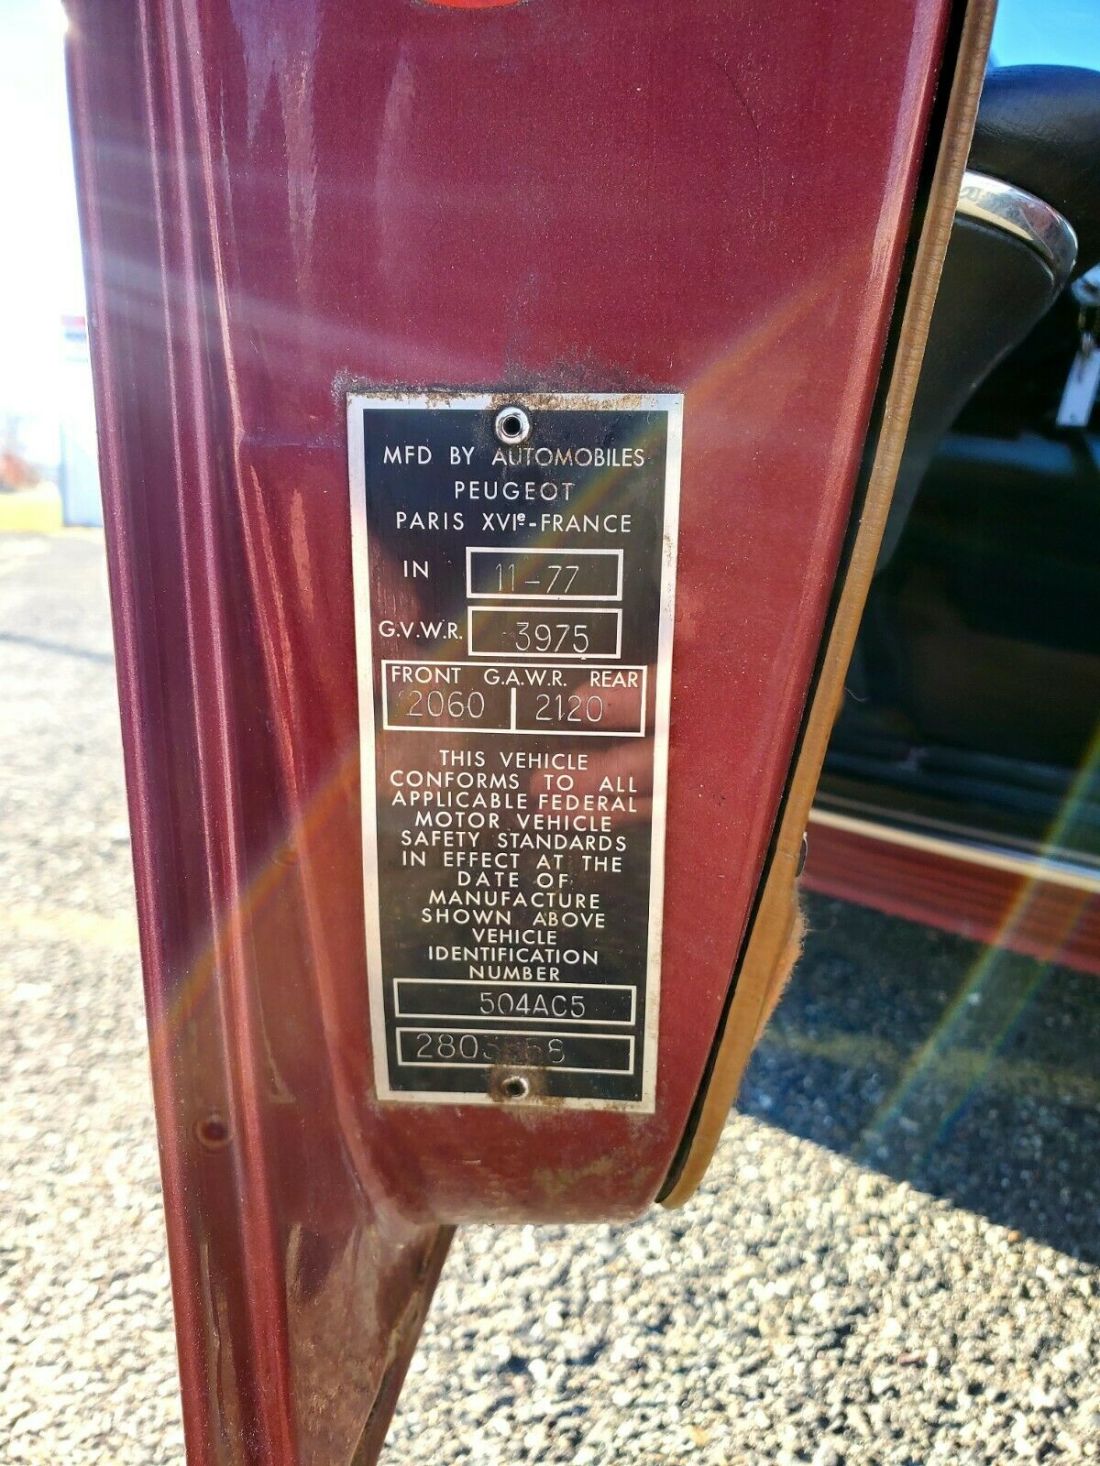 MFD BY AUTOMOBILES
PEUGEOT
PARIS XVIe-FRANCE
IN 11-77
G.V.W.R. 3975
FRONT G.A.W.R. REAR
2060 2120
THIS VEHICLE
CONFORMS TO ALL
APPLICABLE FEDERAL
MOTOR VEHICLE
SAFETY STANDARDS
IN EFFECT AT THE
DATE OF
MANUFACTURE
SHOWN ABOVE
VEHICLE
IDENTIFICATION
NUMBER
504AC5